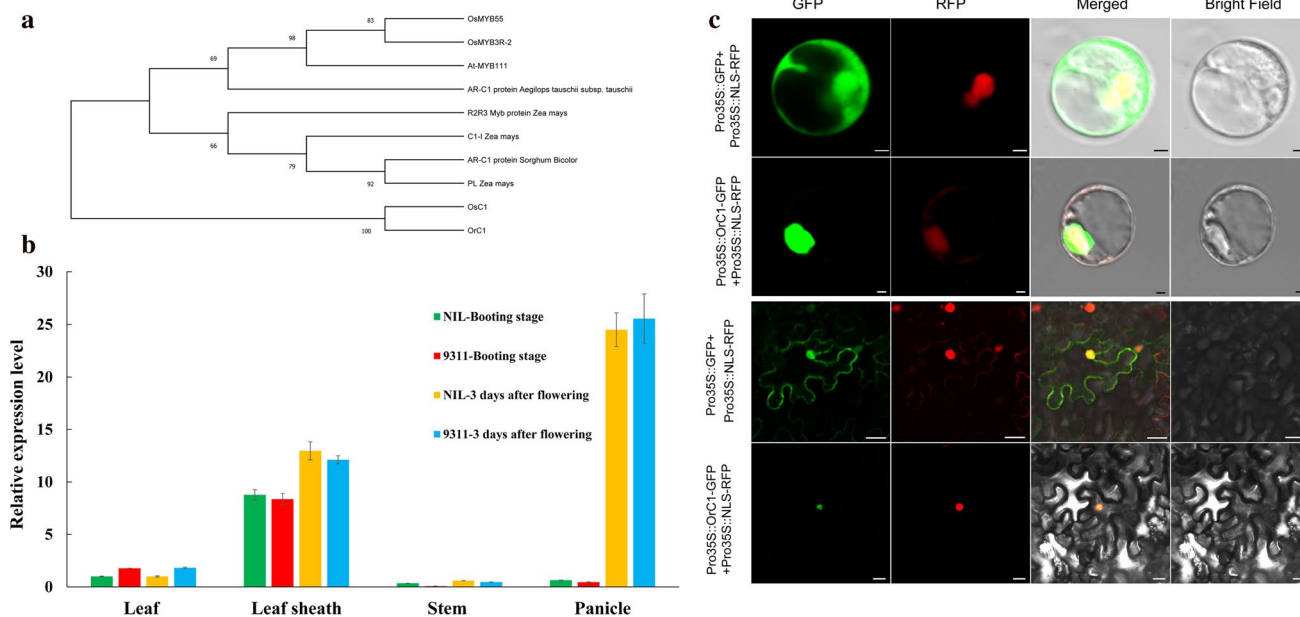 a
83
OsMYB55
98
OsMYB3R-2
69
At-MYB111
AR-C1 protein Aegilops tauschii subsp. tauschii
R2R3 Myb protein Zea mays
66
C1-I Zea mays
79
AR-C1 protein Sorghum Bicolor
92
PL Zea mays
OsC1
100
OrC1
b
Relative expression level
30
25
20
15
10
5
0
NIL-Booting stage
9311-Booting stage
NIL-3 days after flowering
9311-3 days after flowering
Leaf
Leaf sheath
Stem
Panicle
c
GFP
RFP
Merged
Bright Field
Pro35S::GFP+
Pro35S::NLS-RFP
Pro35S::OrC1-GFP
+Pro35S::NLS-RFP
Pro35S::GFP+
Pro35S::NLS-RFP
Pro35S::OrC1-GFP
+Pro35S::NLS-RFP